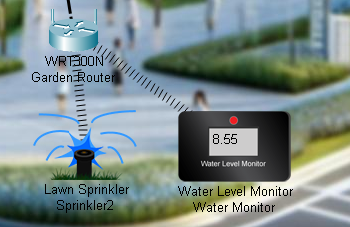 WRT300N
Garden Router
8.55
Water Level Monitor
Lawn Sprinkler
Sprinkler2
Water Level Monitor
Water Monitor